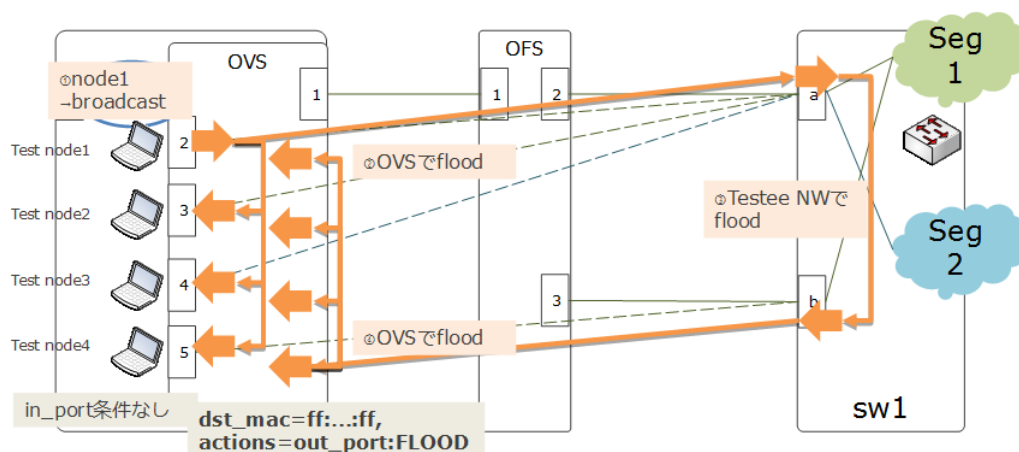 OVS
OFS
Seg
1
①node1
→broadcast
1
1
2
a
Test node1
2
②OVSでflood
Test node2
3
③Testee NWで
flood
Seg
2
Test node3
4
3
b
Test node4
5
④OVSでflood
in_port条件なし
dst_mac=ff:...:ff,
actions=out_port:FLOOD
sw1